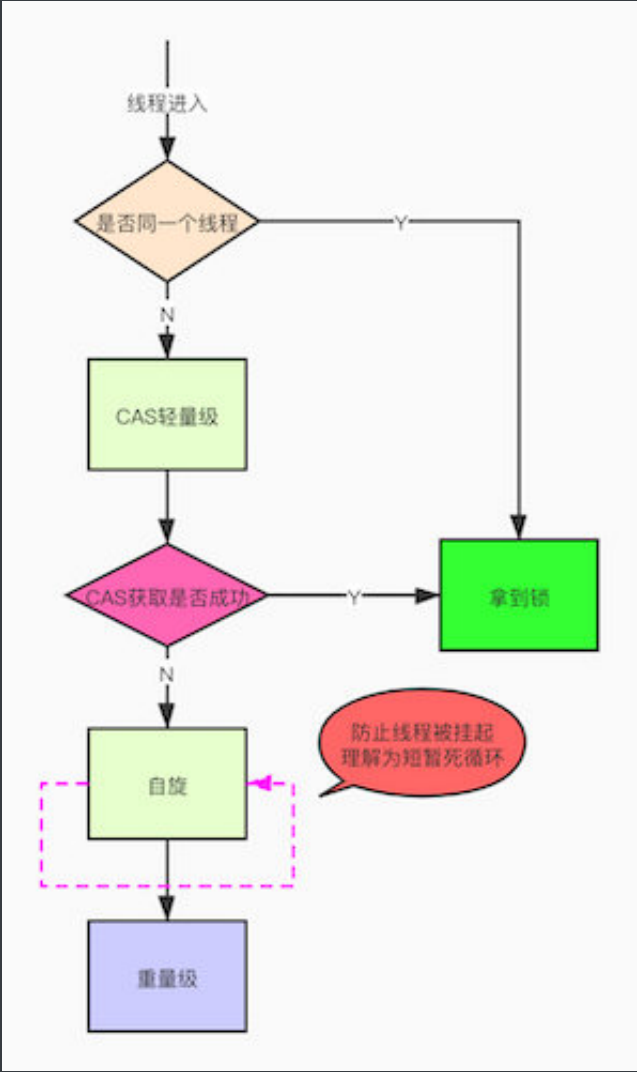 线程进入
是否同一个线程
Y
N
CAS轻量级
CAS获取是否成功
Y
拿到锁
N
防止线程被挂起
理解为短暂死循环
自旋
重量级